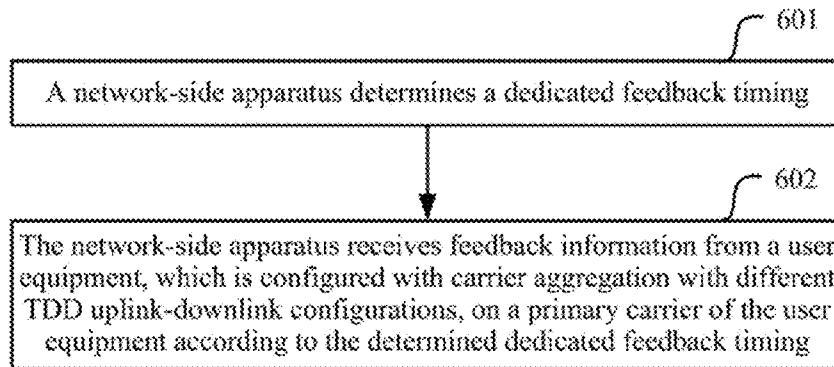 601
A network-side apparatus determines a dedicated feedback timing
602
The network-side apparatus receives feedback information from a user
equipment, which is configured with carrier aggregation with different
TDD uplink-downlink configurations, on a primary carrier of the user
equipment according to the determined dedicated feedback timing